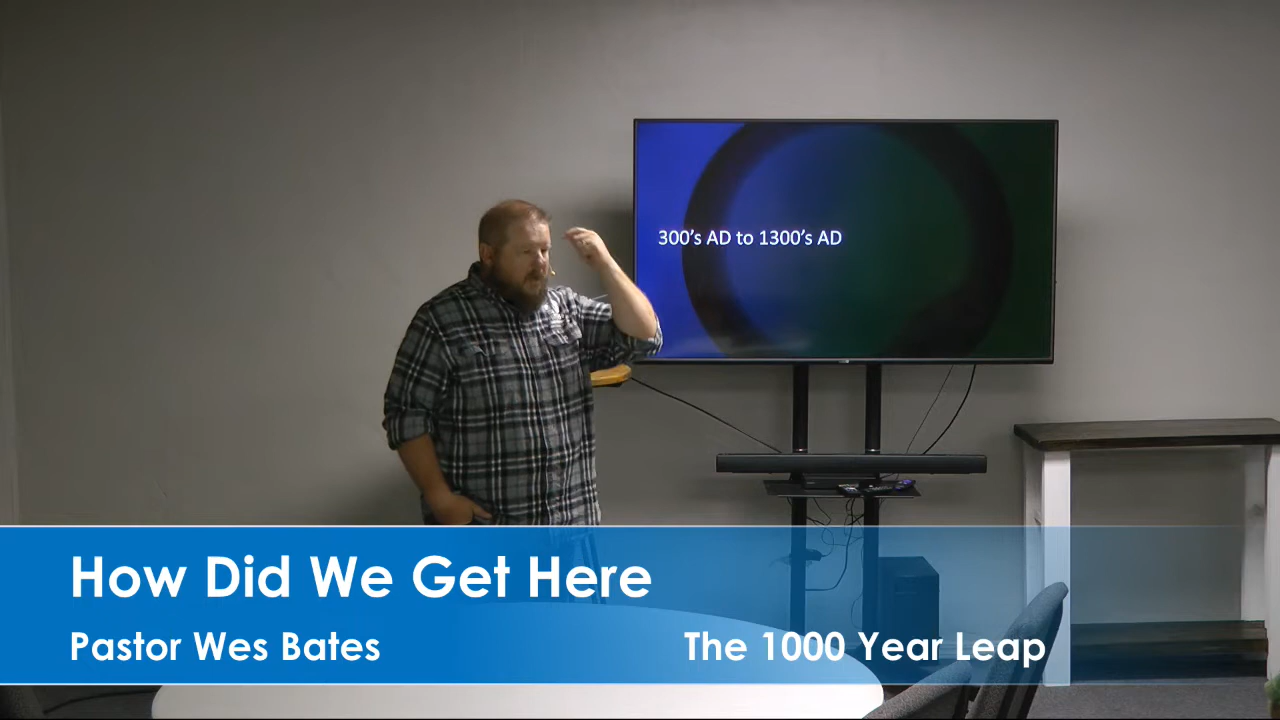 300's AD to 1300's AD
How Did We Get Here
Pastor Wes Bates
The 1000 Year Leap